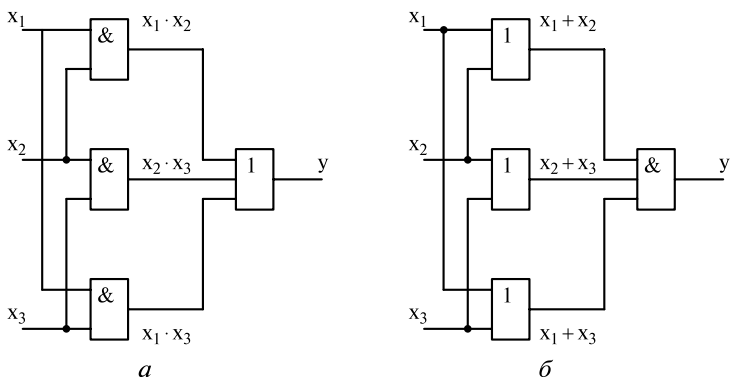 x₁
&
x₁ · x₂
x₂
&
x₂ · x₃
1
y
x₃
&
x₁ · x₃
а
x₁
1
x₁ + x₂
x₂
1
x₂ + x₃
&
y
x₃
1
x₁ + x₃
б